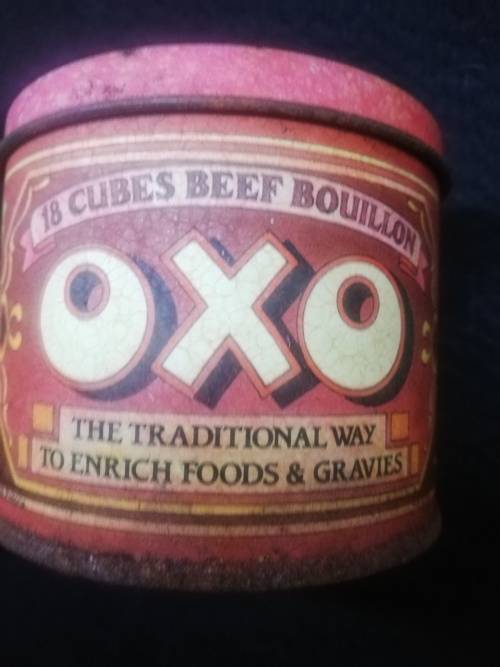 18 CUBES BEEF BOUILLON
OXO
THE TRADITIONAL WAY
TO ENRICH FOODS & GRAVIES